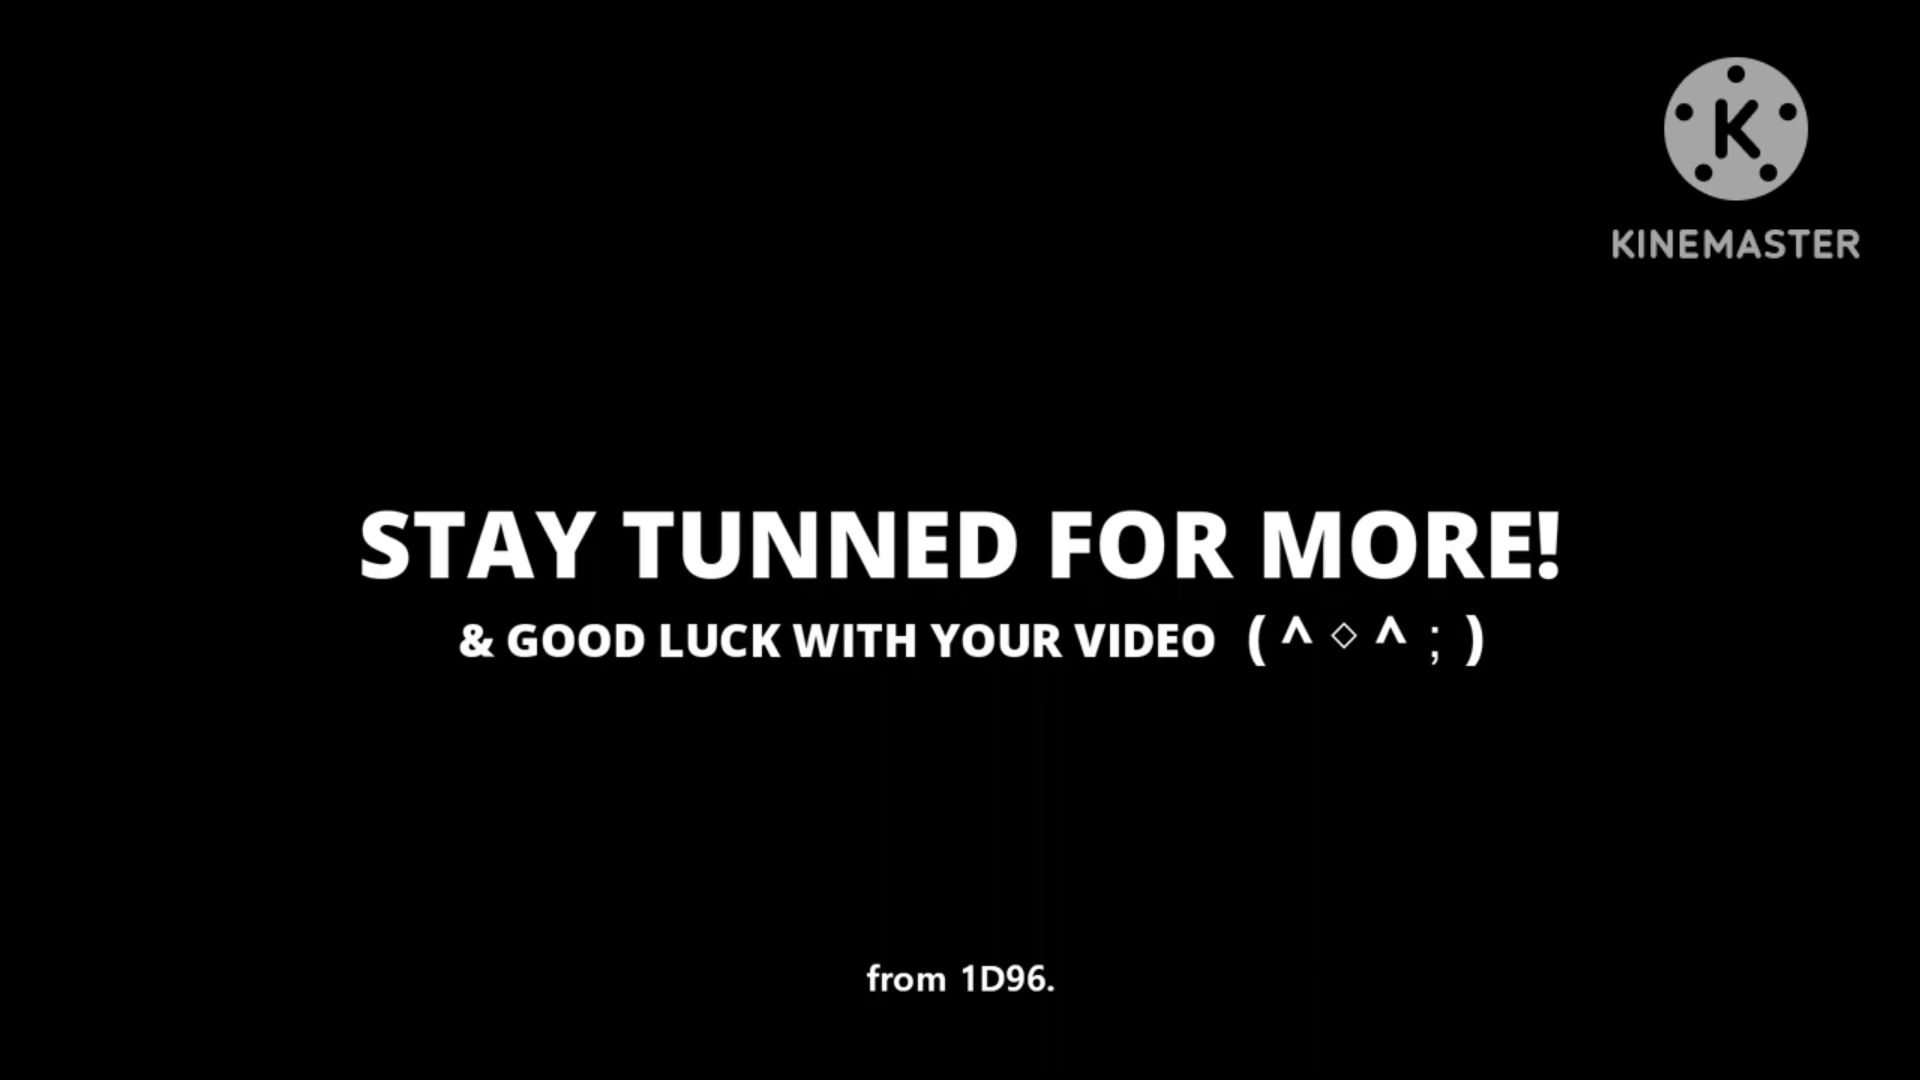 K
KINEMASTER
STAY TUNNED FOR MORE!
& GOOD LUCK WITH YOUR VIDEO (^◇^;)
from 1D96.